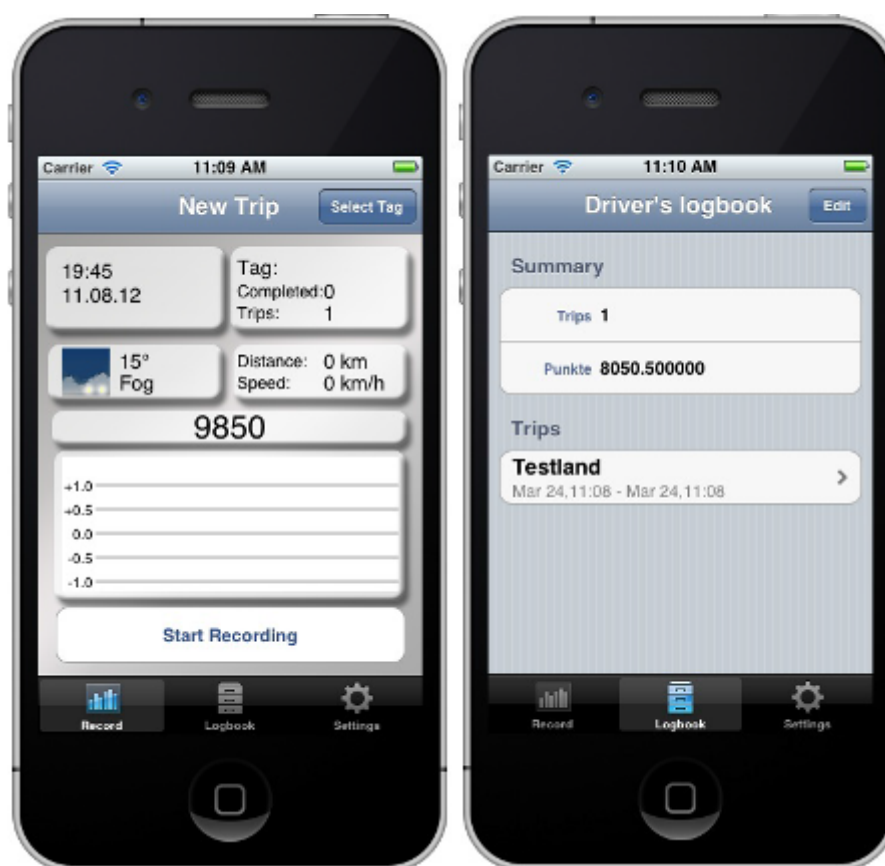 Carrier 11:09 AM
New Trip Select Tag
19:45
11.08.12
Tag:
Completed:0
Trips: 1
15°
Fog
Distance: 0 km
Speed: 0 km/h
9850
+1.0
+0.5
0.0
-0.5
-1.0
Start Recording
Record Logbook Settings
Carrier 11:10 AM
Driver's logbook Edit
Summary
Trips 1
Punkte 8050.500000
Trips
Testland
Mar 24,11:08 - Mar 24,11:08
Record Logbook Settings